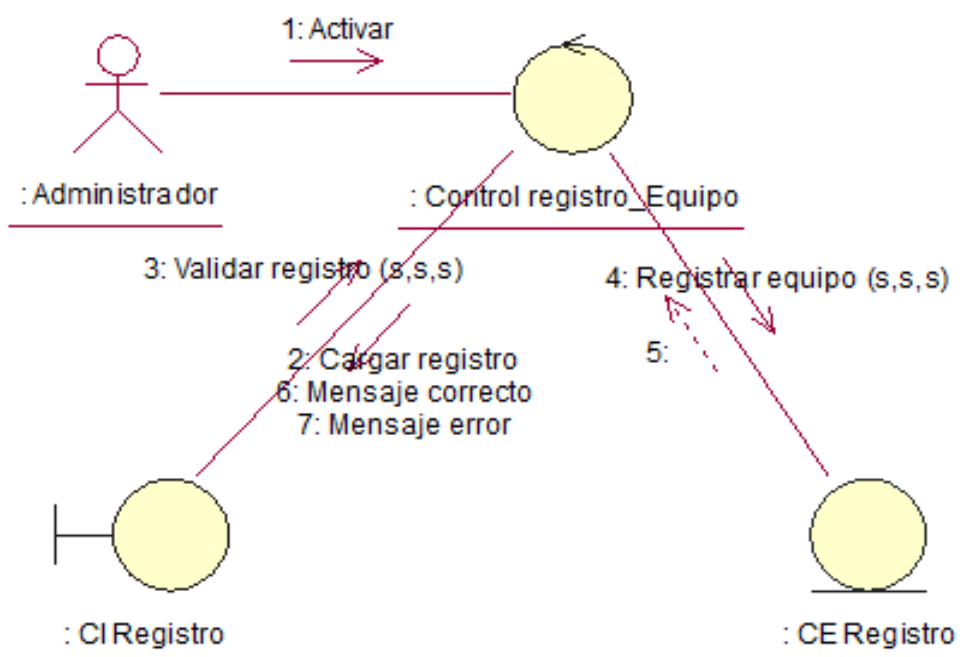 1: Activar
: Administrador
: Control registro_Equipo
3: Validar registro (s,s,s)
4: Registrar equipo (s,s,s)
2: Cargar registro
5:
6: Mensaje correcto
7: Mensaje error
: CI Registro
: CE Registro